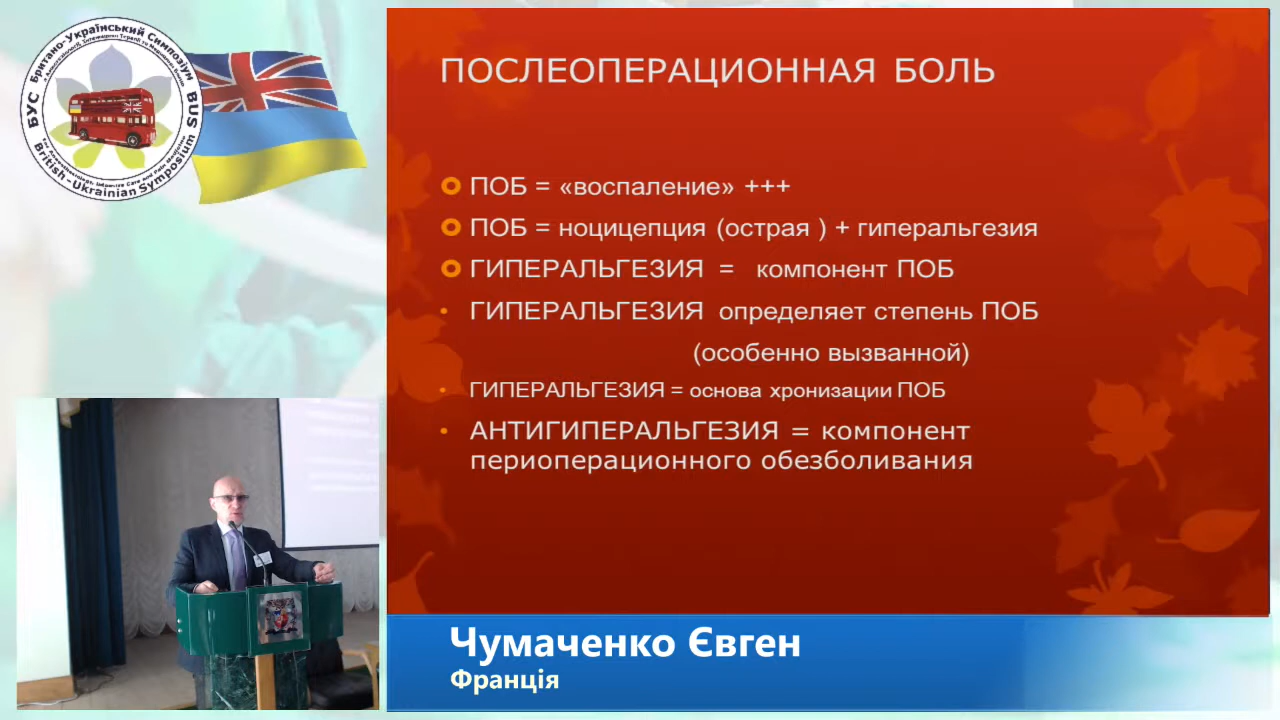 Британо-Український Симпозіум
БУС
BUS
British-Ukrainian Symposium
ПОСЛЕОПЕРАЦИОННАЯ БОЛЬ
ПОБ = «воспаление» +++
ПОБ = ноцицепция (острая ) + гиперальгезия
ГИПЕРАЛЬГЕЗИЯ = компонент ПОБ
ГИПЕРАЛЬГЕЗИЯ определяет степень ПОБ
(особенно вызванной)
ГИПЕРАЛЬГЕЗИЯ = основа хронизации ПОБ
АНТИГИПЕРАЛЬГЕЗИЯ = компонент
периоперационного обезболивания
Чумаченко Євген
Франція